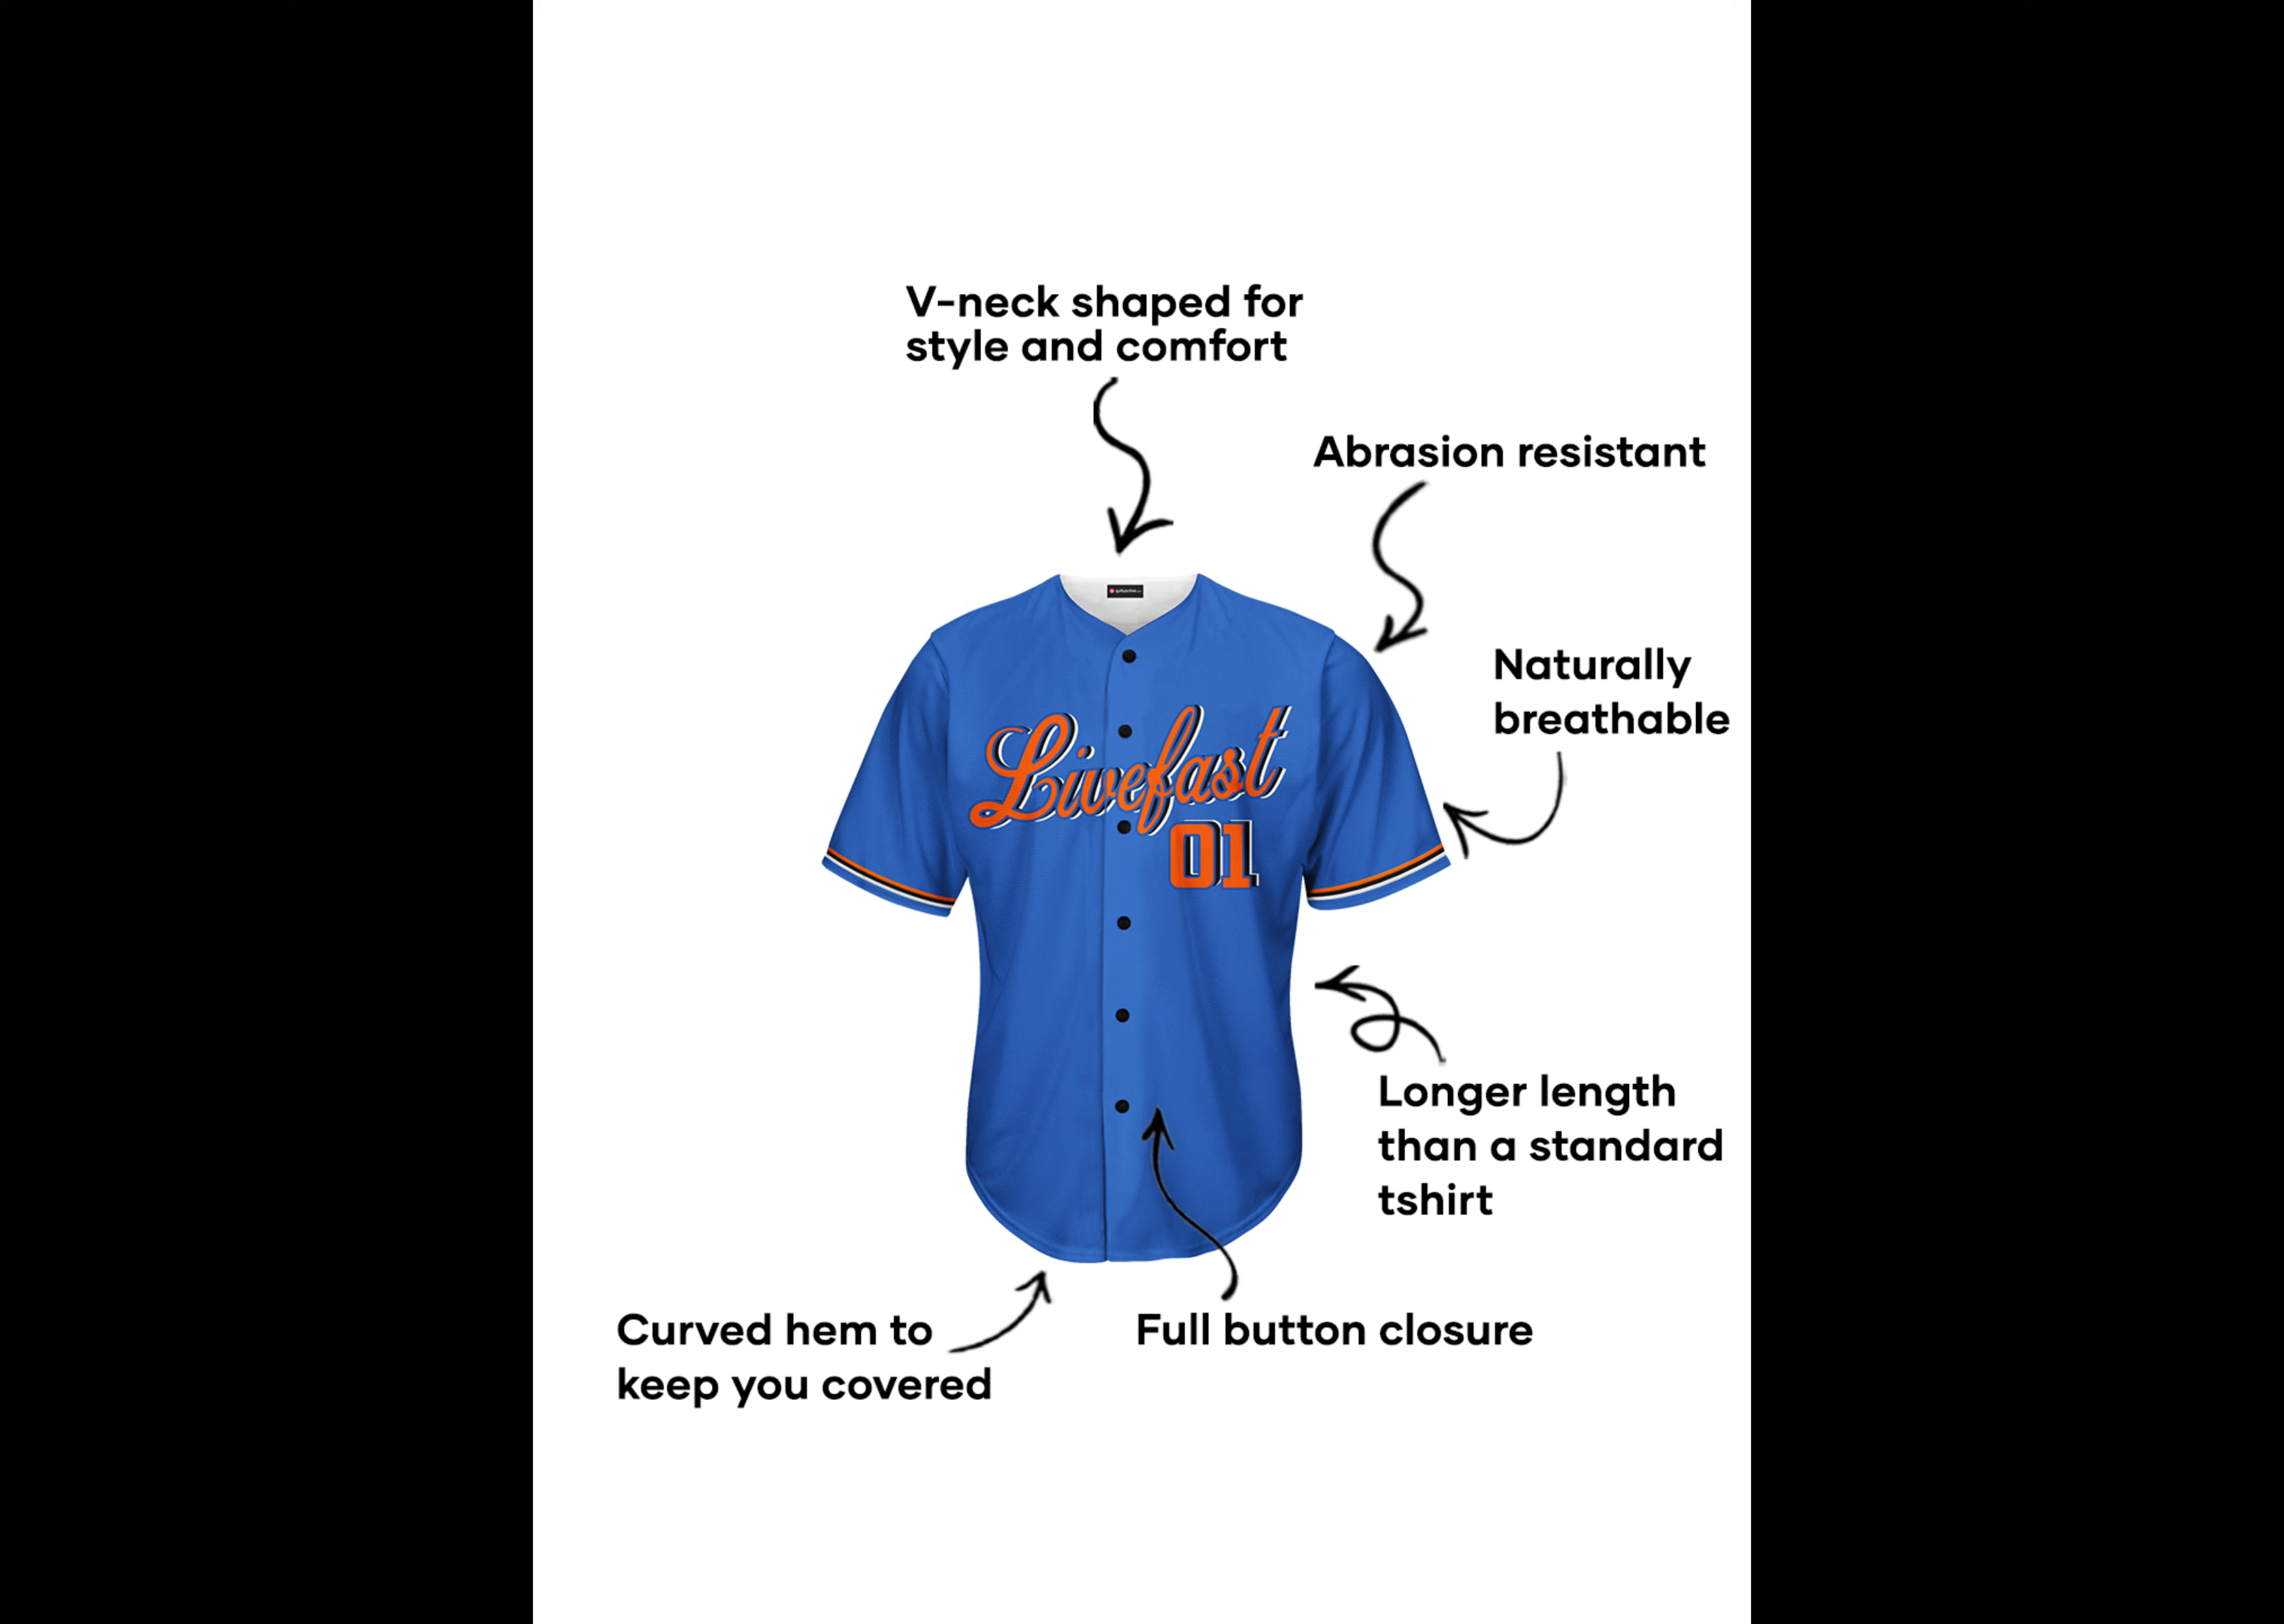 V-neck shaped for
style and comfort
Abrasion resistant
Naturally
breathable
Livefast
01
Longer length
than a standard
tshirt
Curved hem to
keep you covered
Full button closure